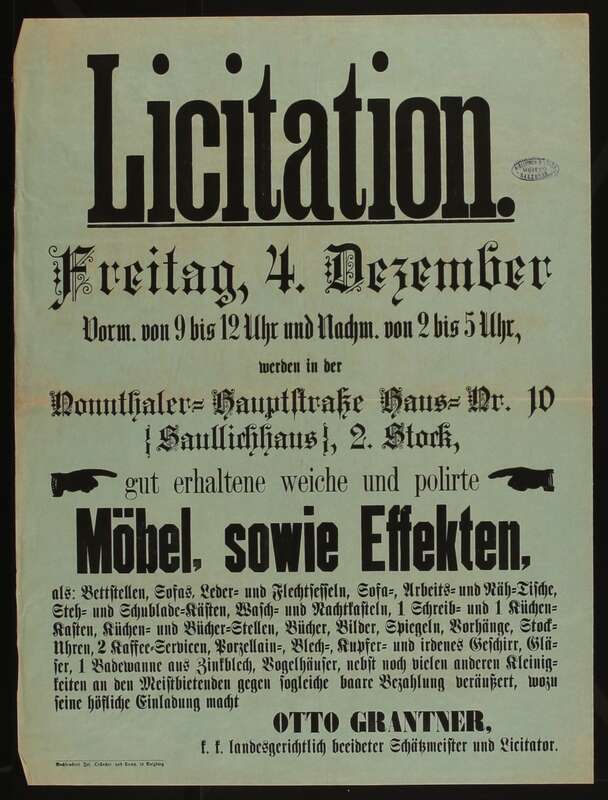 Licitation.
Freitag, 4. Dezember
Vorm. von 9 bis 12 Uhr und Nachm. von 2 bis 5 Uhr,
werden in der
Nonnthaler- Hauptstraße Haus- Nr. 10
{Saullichhaus}, 2. Stock,
gut erhaltene weiche und polirte
Möbel, sowie Effekten,
als: Bettstellen, Sofas, Leder- und Flechtsesseln, Sofa-, Arbeits- und Näh-Tische,
Steh- und Schublade-Kästen, Wasch- und Nachtkasteln, 1 Schreib- und 1 Küchen-
Kasten, Küchen- und Bücher-Stellen, Bücher, Bilder, Spiegeln, Vorhänge, Stock-
Uhren, 2 Kaffee-Servicen, Porzellain-, Blech-, Kupfer- und irdenes Geschirr, Glä-
ser, 1 Badewanne aus Zinkblech, Vogelhäuser, nebst noch vielen anderen Kleinig-
keiten an den Meistbietenden gegen sogleiche baare Bezahlung veräußert, wozu
seine höfliche Einladung macht
OTTO GRANTNER,
k. k. landesgerichtlich beeideter Schätzmeister und Licitator.
in Salzburg